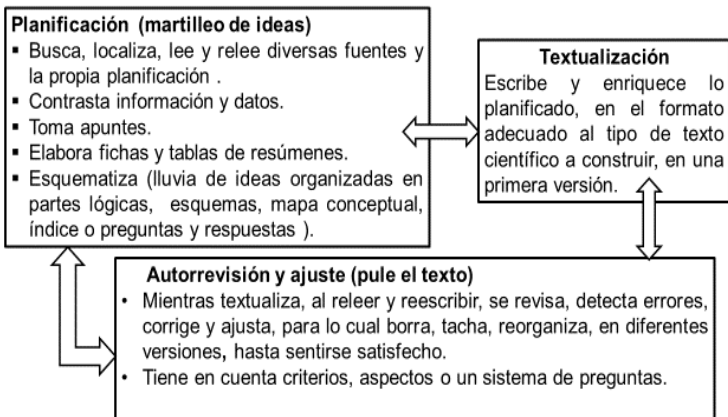 Planificación (martilleo de ideas)
▪ Busca, localiza, lee y relee diversas fuentes y
la propia planificación .
▪ Contrasta información y datos.
▪ Toma apuntes.
▪ Elabora fichas y tablas de resúmenes.
▪ Esquematiza (lluvia de ideas organizadas en
partes lógicas, esquemas, mapa conceptual,
índice o preguntas y respuestas ).
Textualización
Escribe y enriquece lo
planificado, en el formato
adecuado al tipo de texto
científico a construir, en una
primera versión.
Autorrevisión y ajuste (pule el texto)
• Mientras textualiza, al releer y reescribir, se revisa, detecta errores,
corrige y ajusta, para lo cual borra, tacha, reorganiza, en diferentes
versiones, hasta sentirse satisfecho.
• Tiene en cuenta criterios, aspectos o un sistema de preguntas.